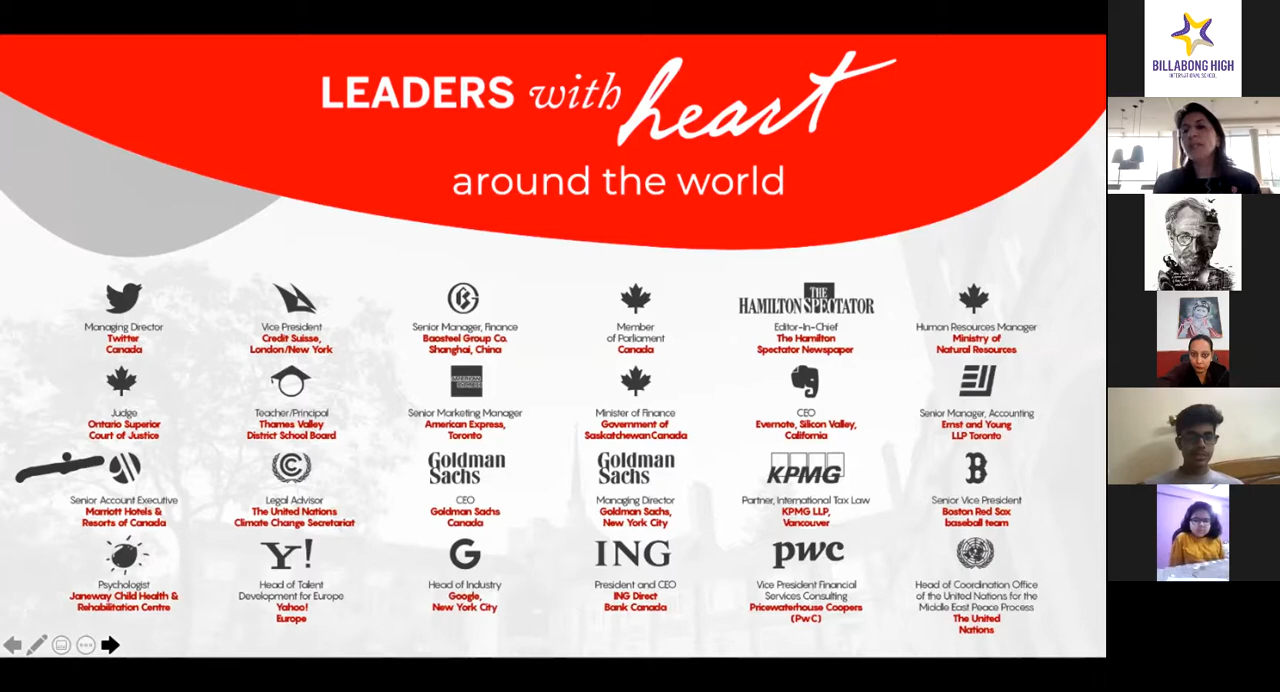 LEADERS with heart
around the world
THE
HAMILTON SPECTATOR
Managing Director
Twitter
Canada
Vice President
Credit Suisse,
London/New York
Senior Manager, Finance
Baosteel Group Co.
Shanghai, China
Member
of Parliament
Canada
Editor-In-Chief
The Hamilton
Spectator Newspaper
Human Resources Manager
Ministry of
Natural Resources
AMERICAN EXPRESS
EY
Judge
Ontario Superior
Court of Justice
Teacher/Principal
Thames Valley
District School Board
Senior Marketing Manager
American Express,
Toronto
Minister of Finance
Government of
SaskatchewanCanada
CEO
Evernote, Silicon Valley,
California
Senior Manager, Accounting
Ernst and Young
LLP Toronto
Goldman
Sachs
Goldman
Sachs
KPMG
B
Senior Account Executive
Marriott Hotels &
Resorts of Canada
Legal Advisor
The United Nations
Climate Change Secretariat
CEO
Goldman Sachs
Canada
Managing Director
Goldman Sachs,
New York City
Partner, International Tax Law
KPMG LLP,
Vancouver
Senior Vice President
Boston Red Sox
baseball team
Y!
G
ING
pwc
Psychologist
Janeway Child Health &
Rehabilitation Centre
Head of Talent
Development for Europe
Yahoo!
Europe
Head of Industry
Google,
New York City
President and CEO
ING Direct
Bank Canada
Vice President Financial
Services Consulting
Pricewaterhouse Coopers
(PwC)
Head of Coordination Office
of the United Nations for the
Middle East Peace Process
The United
Nations
BILLABONG HIGH
INTERNATIONAL SCHOOL